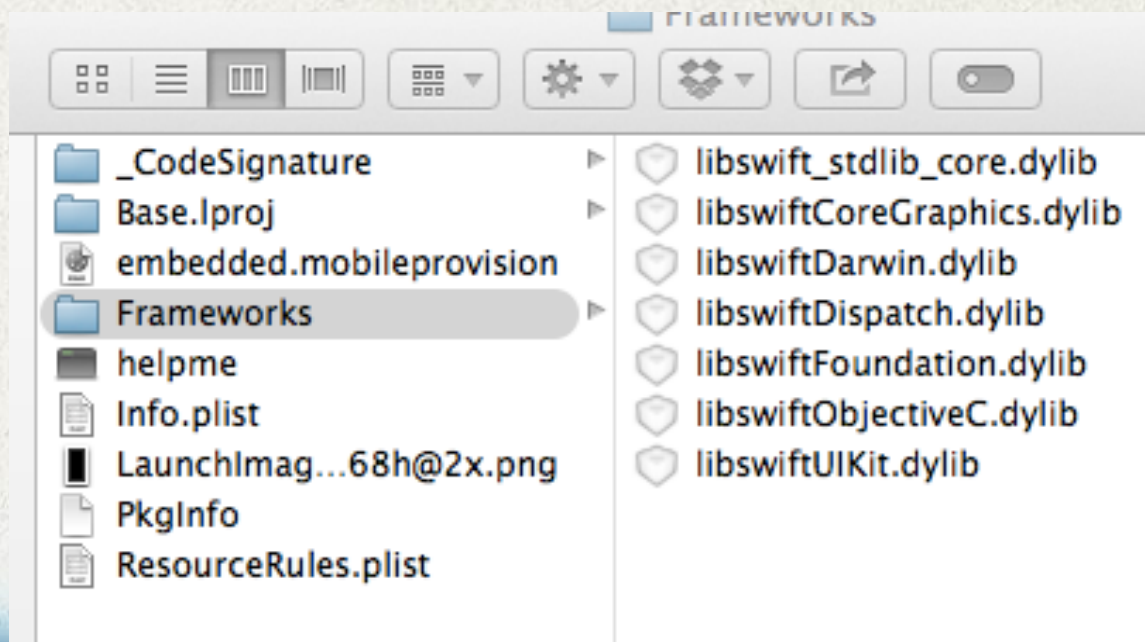 Frameworks
_CodeSignature
Base.lproj
embedded.mobileprovision
Frameworks
helpme
Info.plist
LaunchImag...68h@2x.png
PkgInfo
ResourceRules.plist
libswift_stdlib_core.dylib
libswiftCoreGraphics.dylib
libswiftDarwin.dylib
libswiftDispatch.dylib
libswiftFoundation.dylib
libswiftObjectiveC.dylib
libswiftUIKit.dylib